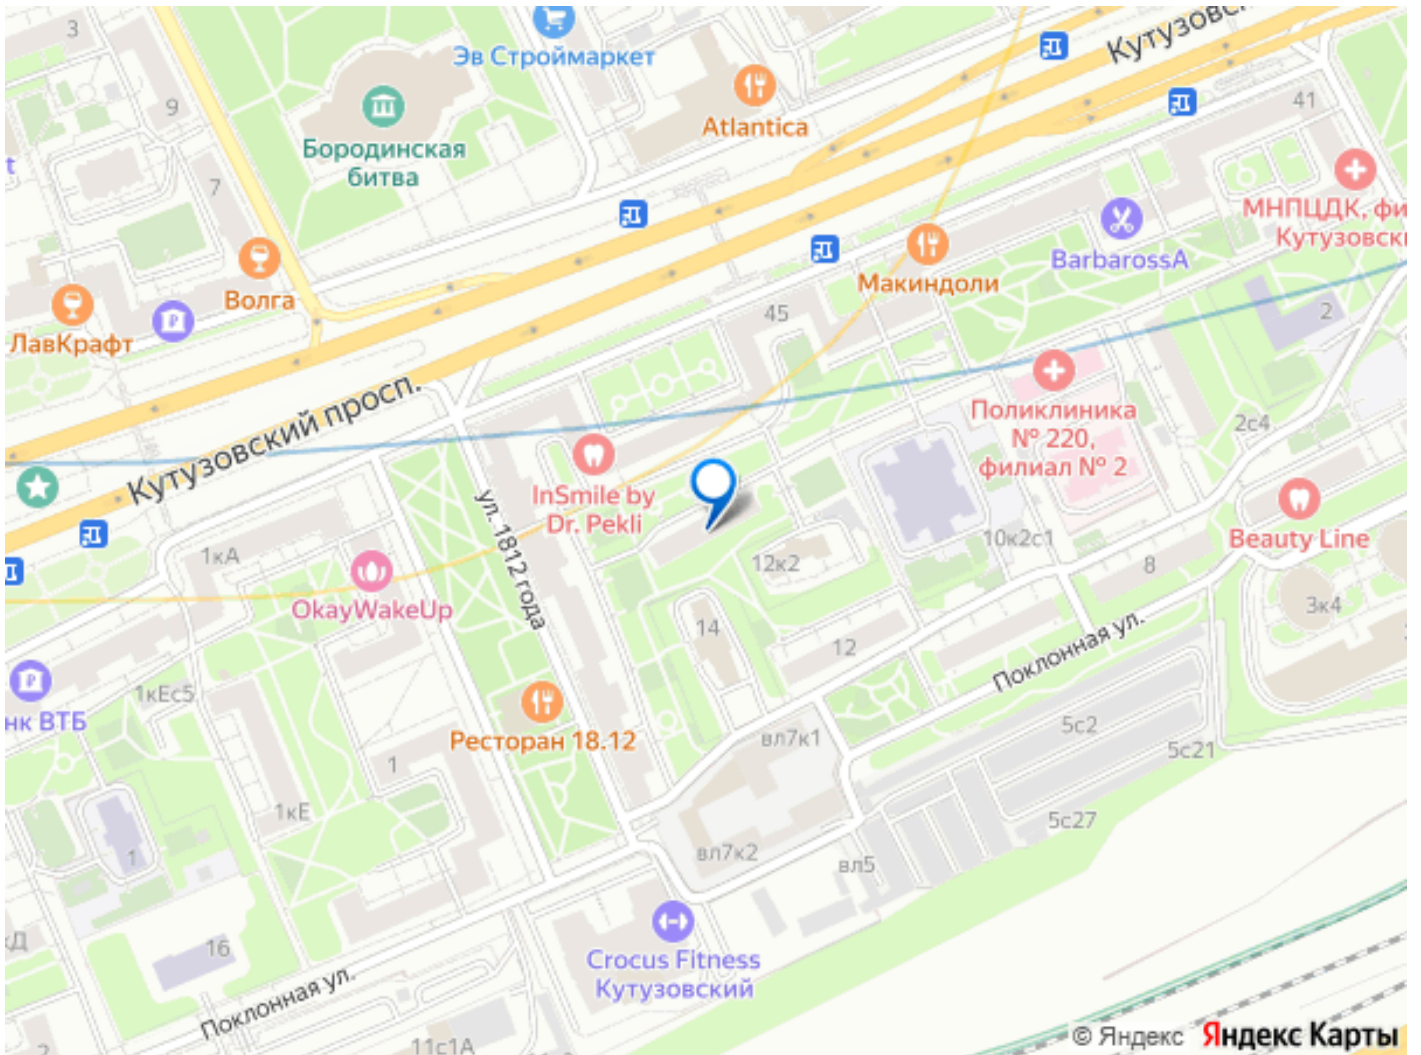 3
Эв Строймаркет
Кутузовс
9
Бородинская
битва
Atlantica
41
t
7
МНПЦДК, фи
Кутузовск
BarbarossA
Волга
Макиндоли
45
2
ЛавКрафт
Кутузовский просп.
Поликлиника
№ 220,
филиал № 2
2с4
InSmile by
Dr. Pekli
ул. 1812 года
1кА
10к2с1
Beauty Line
12к2
8
OkayWakeUp
3к4
14
12
Поклонная ул.
1кЕс5
нк ВТБ
Ресторан 18.12
вл7к1
5с2
5с21
1
1кЕ
5с27
1
вл7к2
вл5
кД
16
Crocus Fitness
Кутузовский
Поклонная ул.
2
11с1А
© Яндекс Яндекс Карты